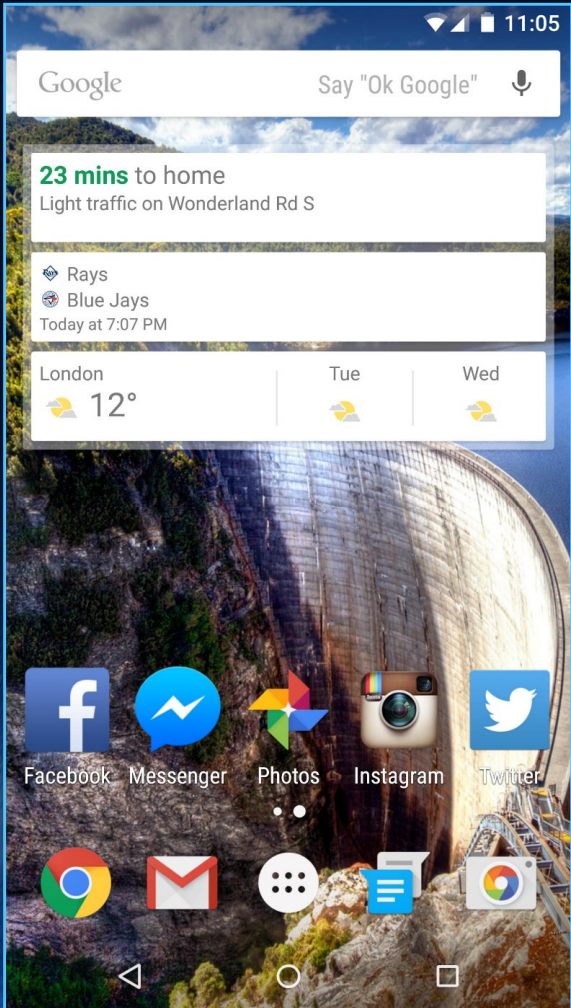 11:05
Google Say "Ok Google"
23 mins to home
Light traffic on Wonderland Rd S
Rays
Blue Jays
Today at 7:07 PM
London Tue Wed
12°
Facebook Messenger Photos Instagram Twitter